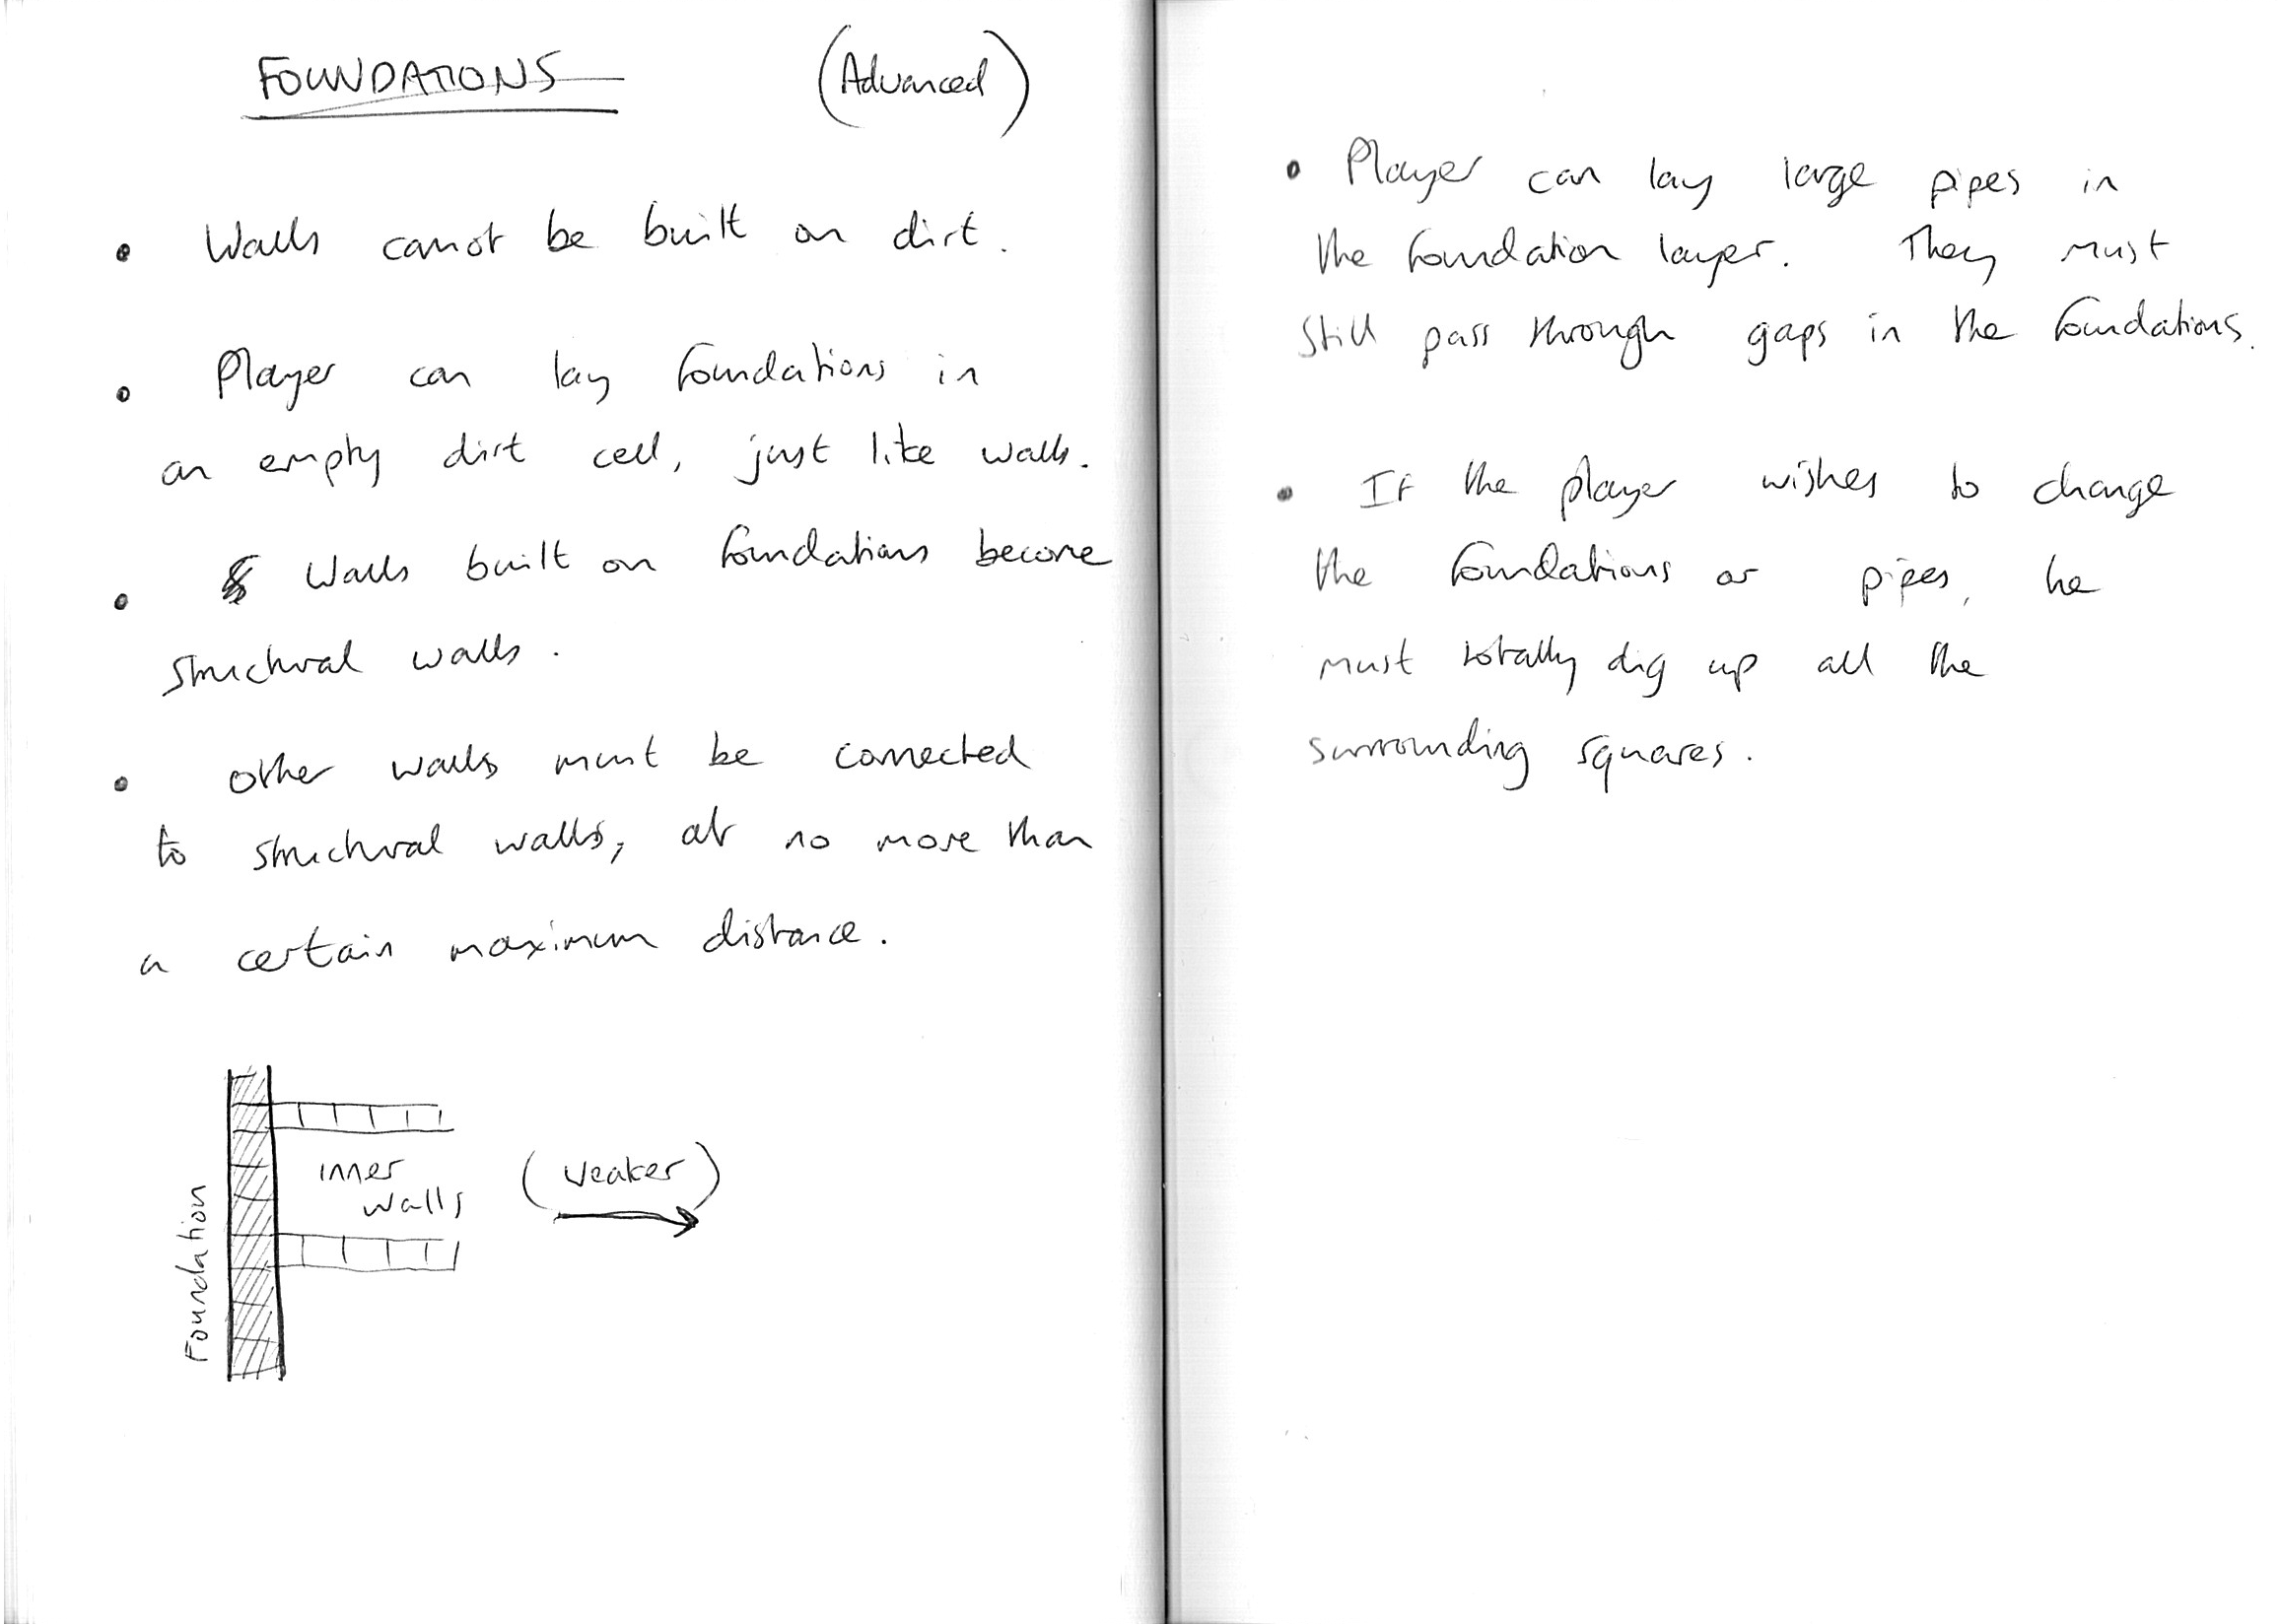 FOUNDATIONS (Advanced)
• Walls cannot be built on dirt.
• Player can lay foundations in
an empty dirt cell, just like walls.
• Walls built on foundations become
structural walls.
• Other walls must be connected
to structural walls, at no more than
a certain maximum distance.
Foundation
inner
walls
(weaker)
• Player can lay large pipes in
the foundation layer. They must
still pass through gaps in the foundations.
• If the player wishes to change
the foundations or pipes, he
must totally dig up all the
surrounding squares.